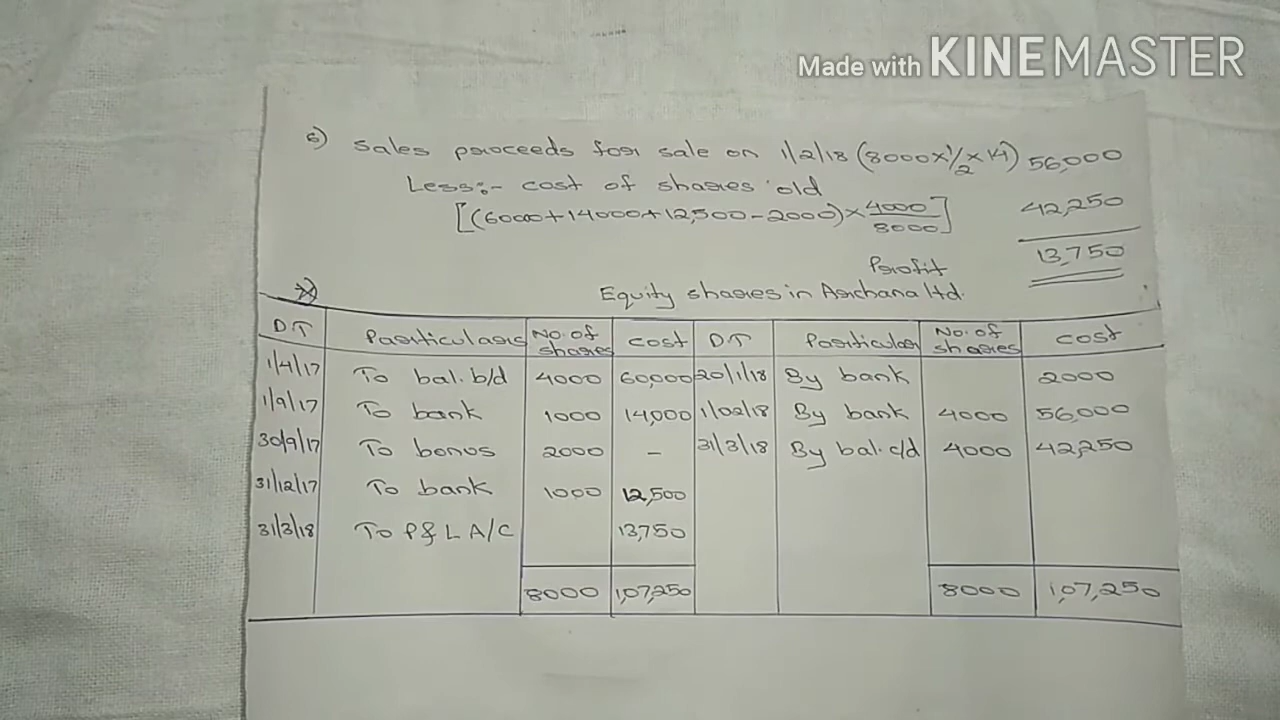 Made with KINEMASTER
6) Sales proceeds for sale on 1/2/18 (8000x1/2 x 14) 56,000
Less:- cost of shares old
[(6000+14000+12,500-2000)x 4000/8000] 42,250
Profit 13,750
7) Equity shares in Archana ltd.
DT Particulars No. of shares cost DT Particular No. of shares cost
1/4/17 To bal. b/d 4000 60,000 20/1/18 By bank 2000
1/9/17 To bank 1000 14,000 1/02/18 By bank 4000 56,000
30/9/17 To bonus 2000 - 31/3/18 By bal. c/d 4000 42,250
31/12/17 To bank 1000 12,500
31/3/18 To P & L A/C 13,750
8000 1,07,250 8000 1,07,250